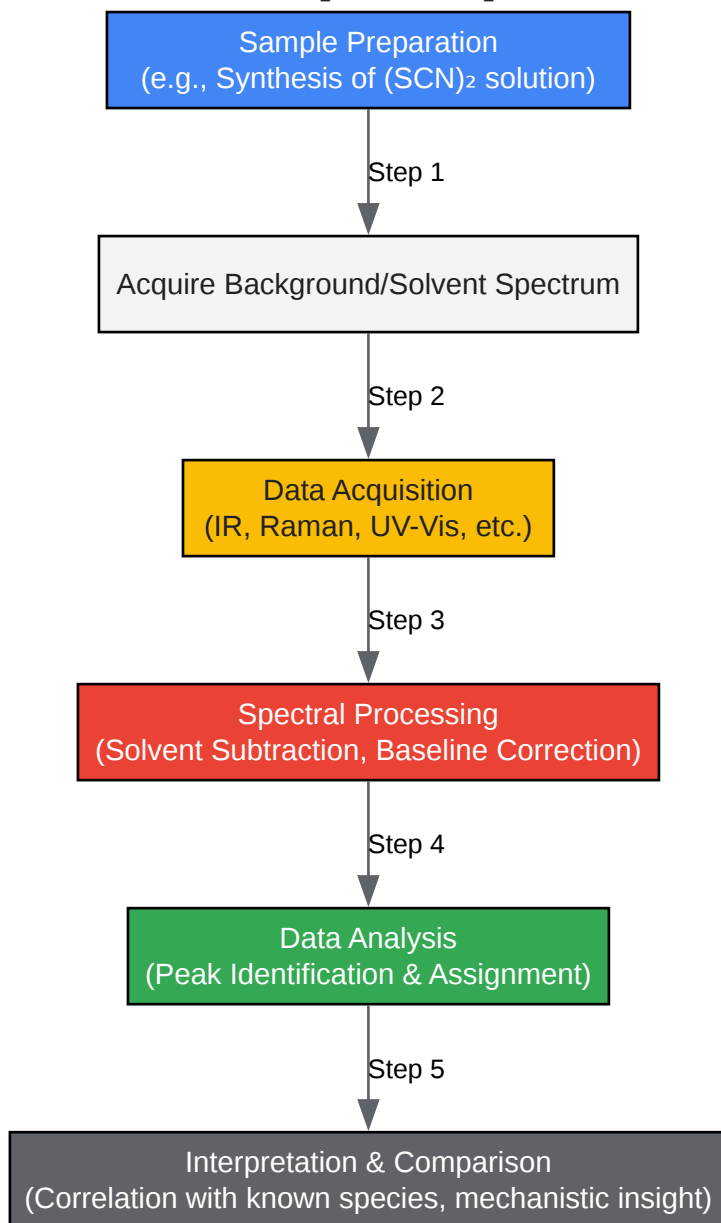 Sample Preparation
(e.g., Synthesis of (SCN)₂ solution)
Step 1
Acquire Background/Solvent Spectrum
Step 2
Data Acquisition
(IR, Raman, UV-Vis, etc.)
Step 3
Spectral Processing
(Solvent Subtraction, Baseline Correction)
Step 4
Data Analysis
(Peak Identification & Assignment)
Step 5
Interpretation & Comparison
(Correlation with known species, mechanistic insight)